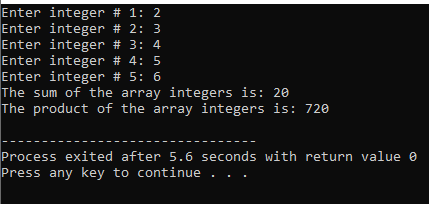 Enter integer # 1: 2
Enter integer # 2: 3
Enter integer # 3: 4
Enter integer # 4: 5
Enter integer # 5: 6
The sum of the array integers is: 20
The product of the array integers is: 720
--------------------------------
Process exited after 5.6 seconds with return value 0
Press any key to continue . . .